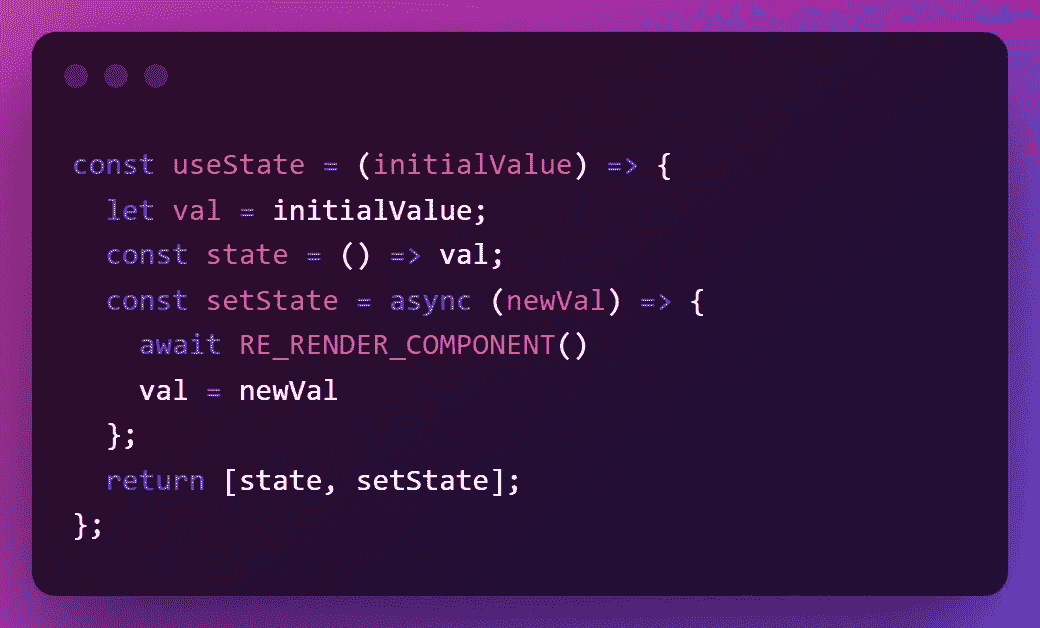 const useState = (initialValue) => {
  let val = initialValue;
  const state = () => val;
  const setState = async (newVal) => {
    await RE_RENDER_COMPONENT()
    val = newVal
  };
  return [state, setState];
};